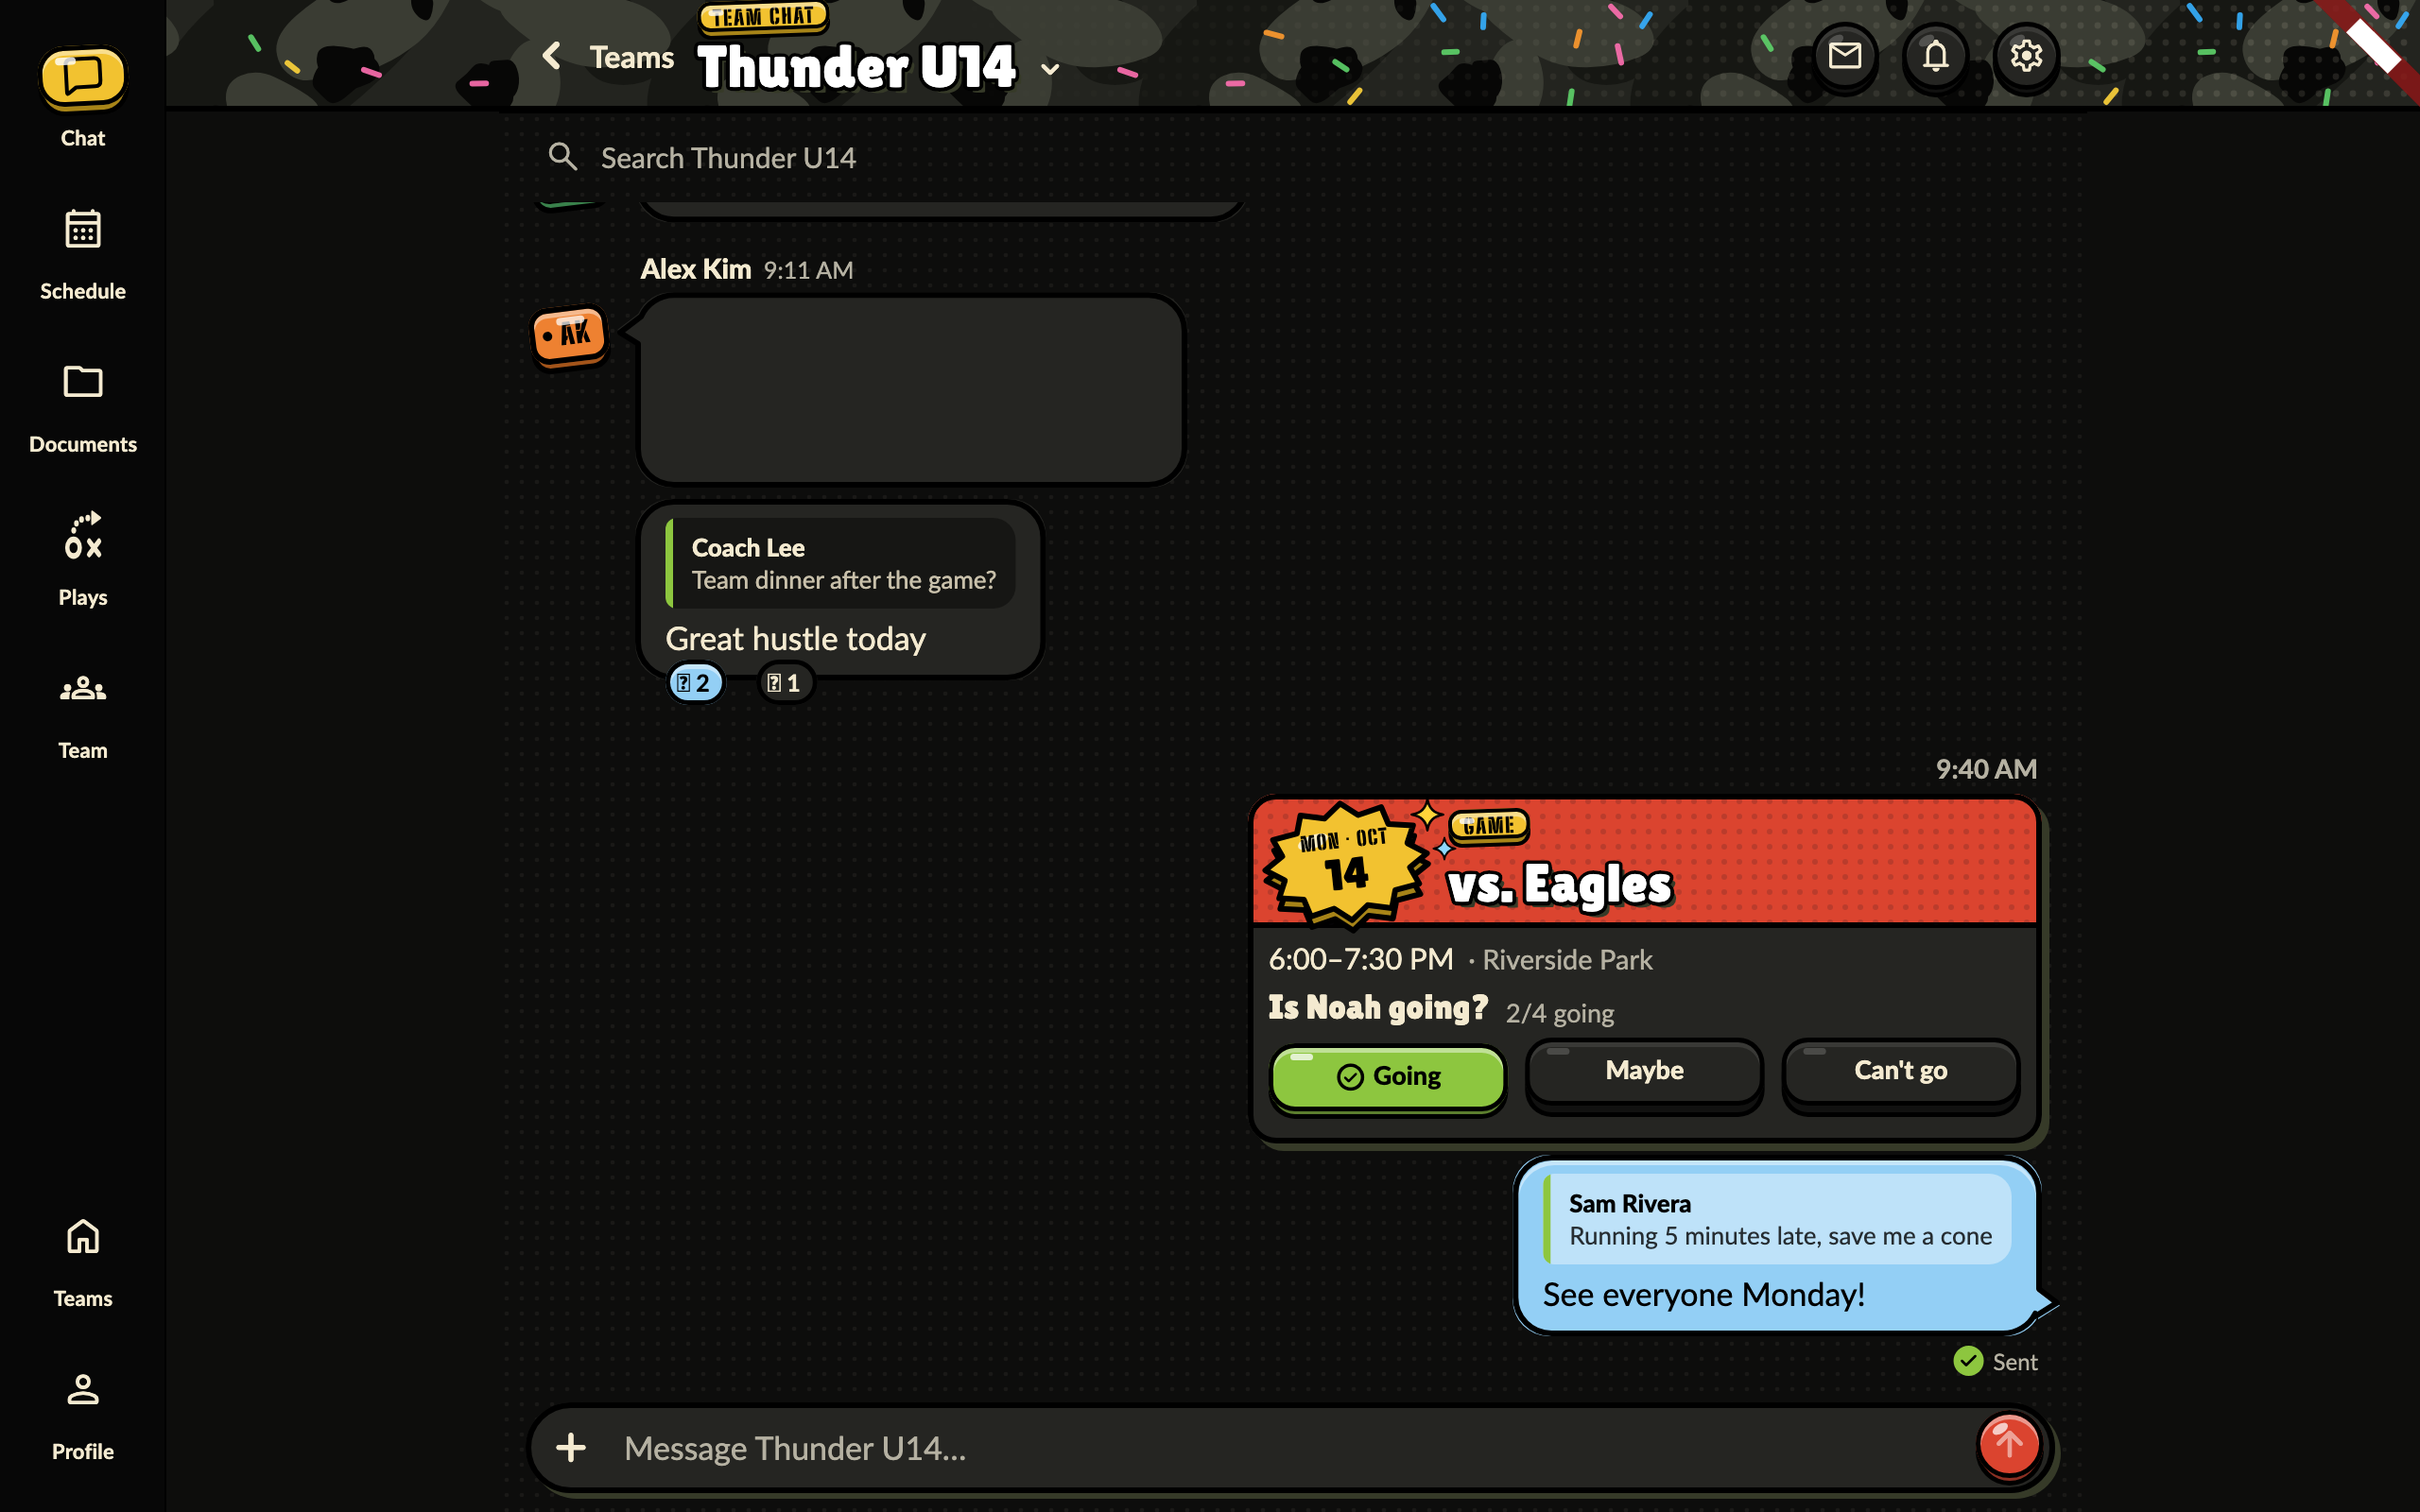 TEAM CHAT
Teams
Thunder U14
Chat
Schedule
Documents
Plays
Team
Teams
Profile
Search Thunder U14
Alex Kim 9:11 AM
AK
Coach Lee
Team dinner after the game?
Great hustle today
2
1
9:40 AM
MON · OCT
14
GAME
vs. Eagles
6:00–7:30 PM · Riverside Park
Is Noah going? 2/4 going
Going
Maybe
Can't go
Sam Rivera
Running 5 minutes late, save me a cone
See everyone Monday!
Sent
Message Thunder U14...